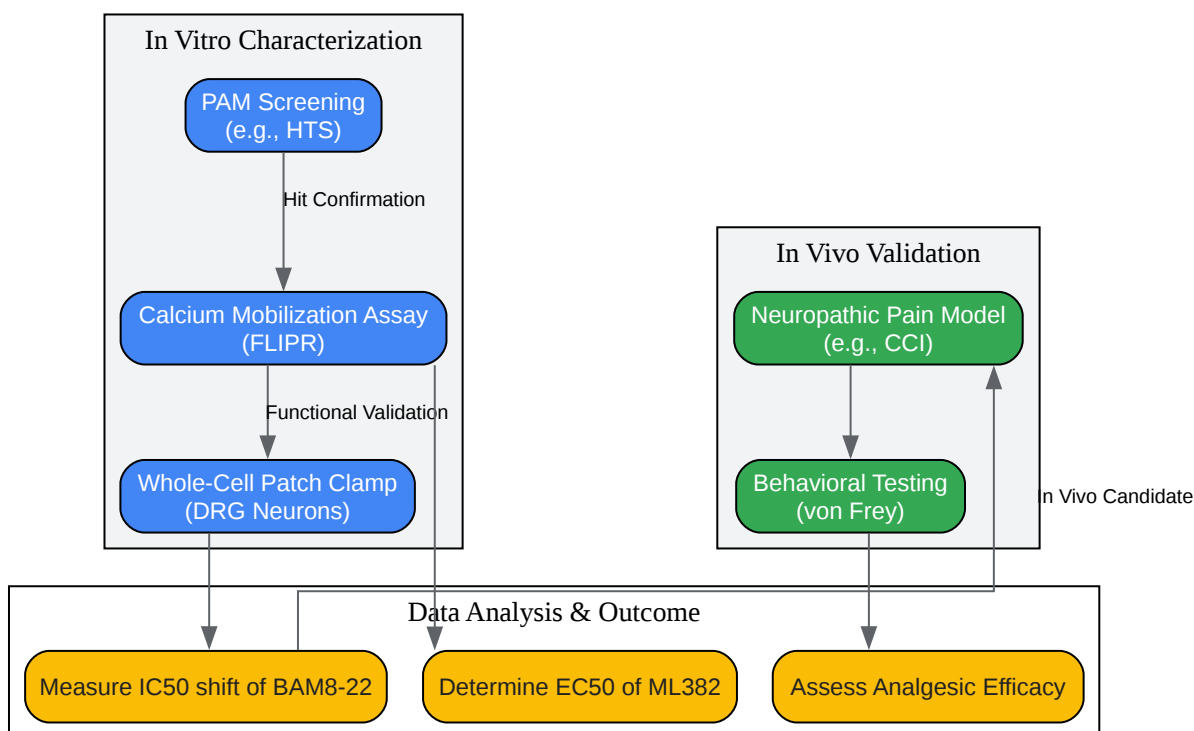 In Vitro Characterization
PAM Screening
(e.g., HTS)
Hit Confirmation
Calcium Mobilization Assay
(FLIPR)
Functional Validation
Whole-Cell Patch Clamp
(DRG Neurons)
In Vivo Validation
Neuropathic Pain Model
(e.g., CCI)
Behavioral Testing
(von Frey)
In Vivo Candidate
Data Analysis & Outcome
Measure IC50 shift of BAM8-22
Determine EC50 of ML382
Assess Analgesic Efficacy